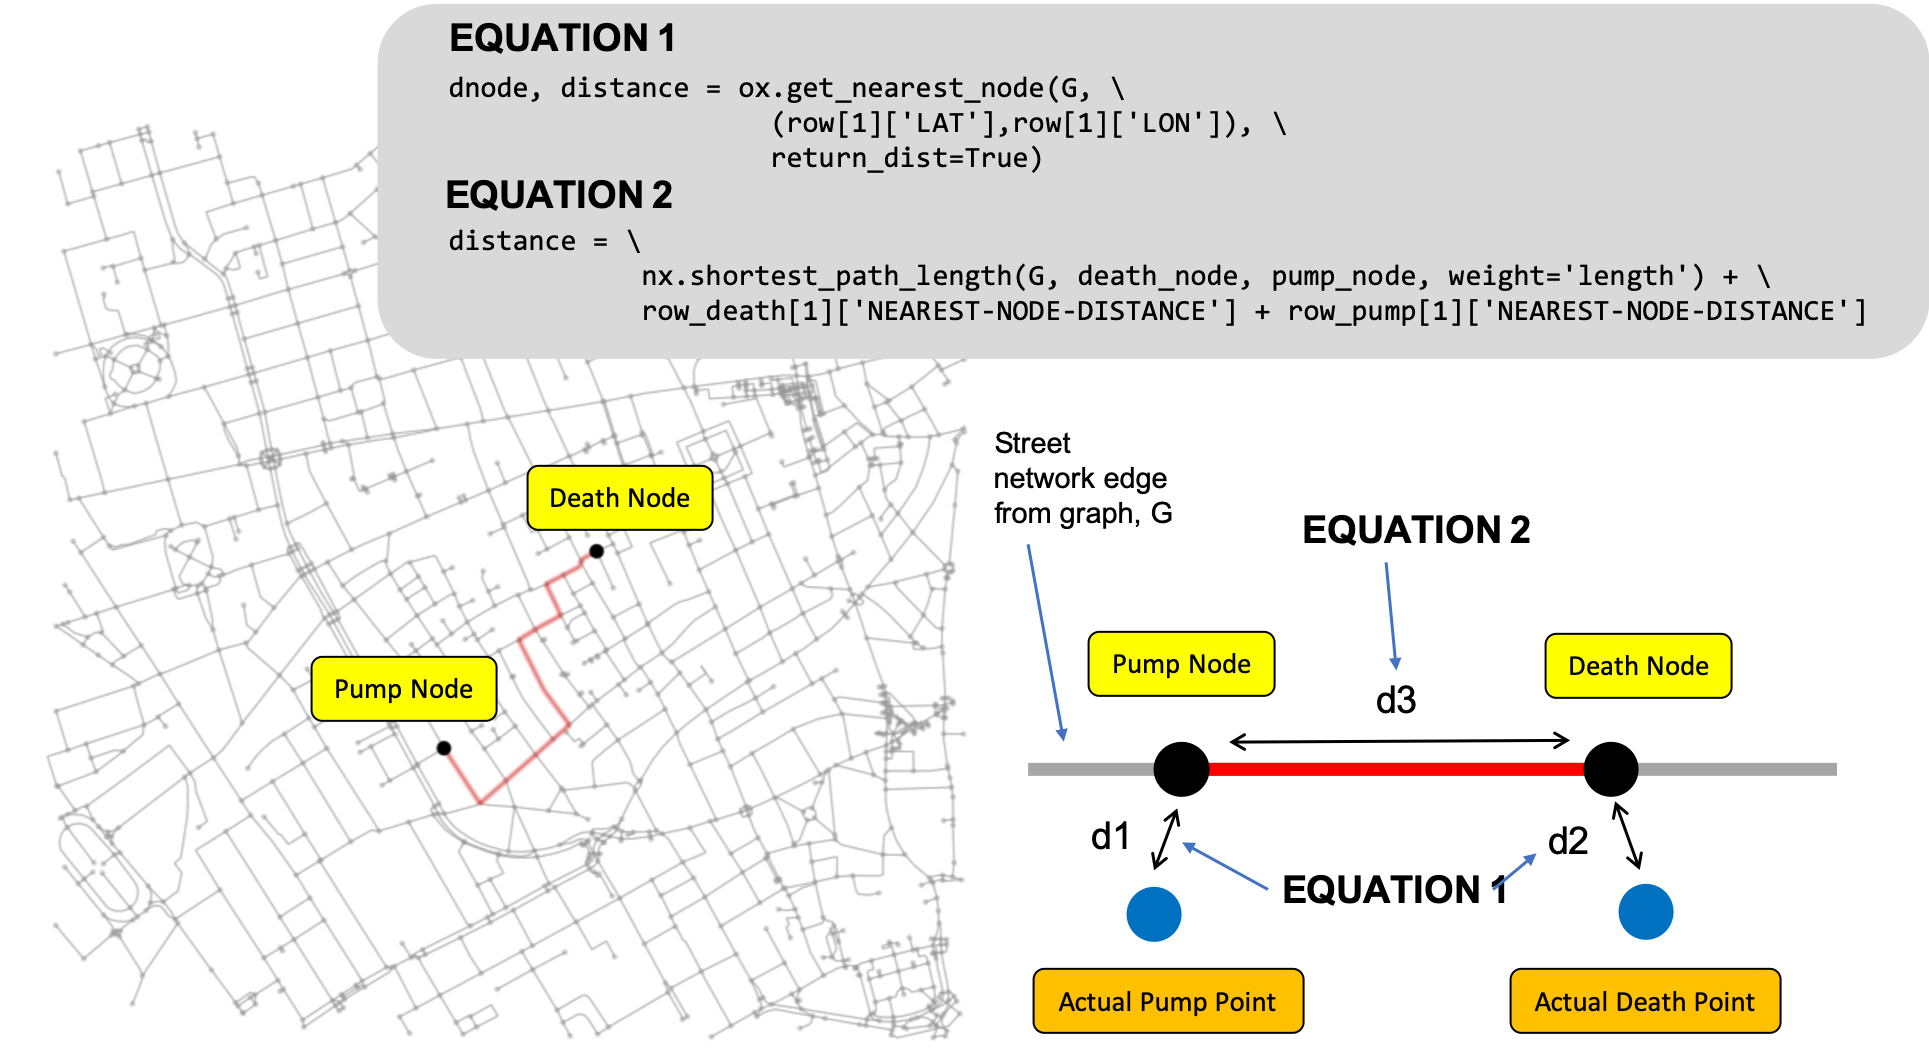 EQUATION 1
dnode, distance = ox.get_nearest_node(G, \
(row[1]['LAT'],row[1]['LON']), \
return_dist=True)
EQUATION 2
distance = \
nx.shortest_path_length(G, death_node, pump_node, weight='length') + \
row_death[1]['NEAREST-NODE-DISTANCE'] + row_pump[1]['NEAREST-NODE-DISTANCE']
Death Node
Pump Node
Street
network edge
from graph, G
EQUATION 2
Pump Node
Death Node
d3
d1
d2
EQUATION 1
Actual Pump Point
Actual Death Point